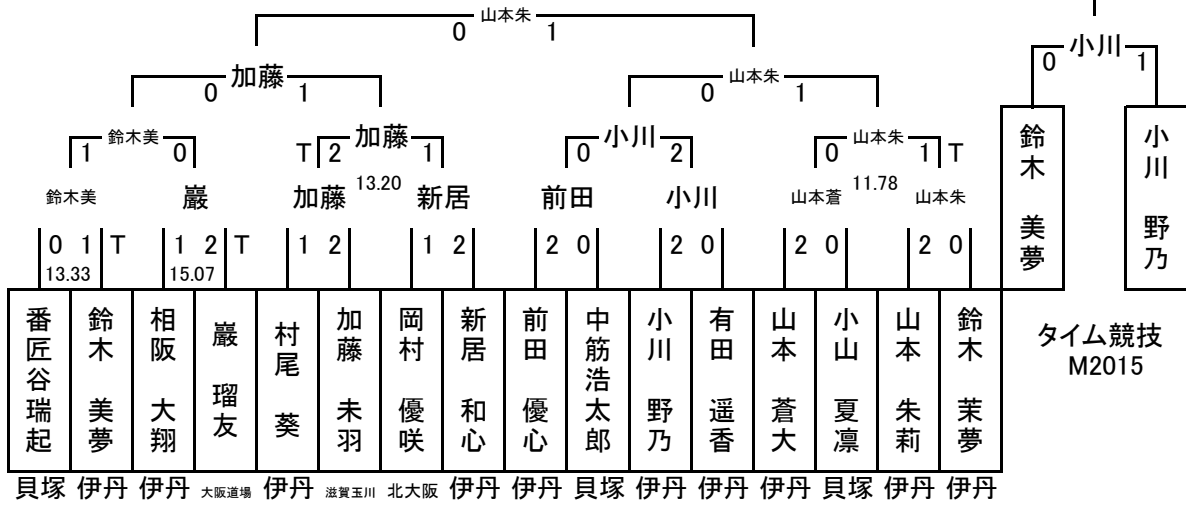 山本朱
0 1
小川
0 1
加藤
0 1
山本朱
0 1
鈴木美
1 0
加藤
T 2 1
13.20
小川
0 2
山本朱
0 1 T
11.78
鈴木美 巖 加藤 新居 前田 小川 山本蒼 山本朱
0 1 T 1 2 T 1 2 1 2 2 0 2 0 2 0 2 0
13.33 15.07
鈴木 美夢
小川 野乃
番匠谷瑞起
鈴木 美夢
相阪 大翔
巖 瑠友
村尾 葵
加藤 未羽
岡村 優咲
新居 和心
前田 優心
中筋浩太郎
小川 野乃
有田 遥香
山本 蒼大
小山 夏凛
山本 朱莉
鈴木 茉夢
タイム競技
M2015
貝塚 伊丹 伊丹 大阪道場 伊丹 滋賀玉川 北大阪 伊丹 伊丹 貝塚 伊丹 伊丹 伊丹 貝塚 伊丹 伊丹